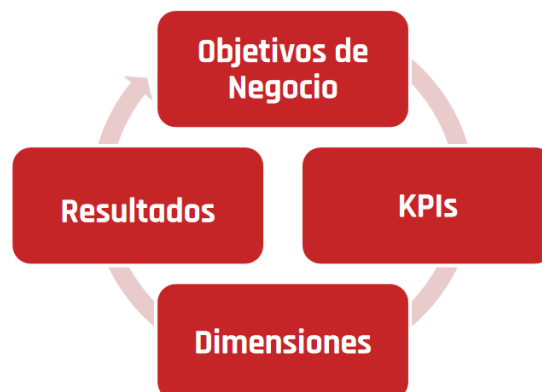 Objetivos de
Negocio
KPIs
Dimensiones
Resultados